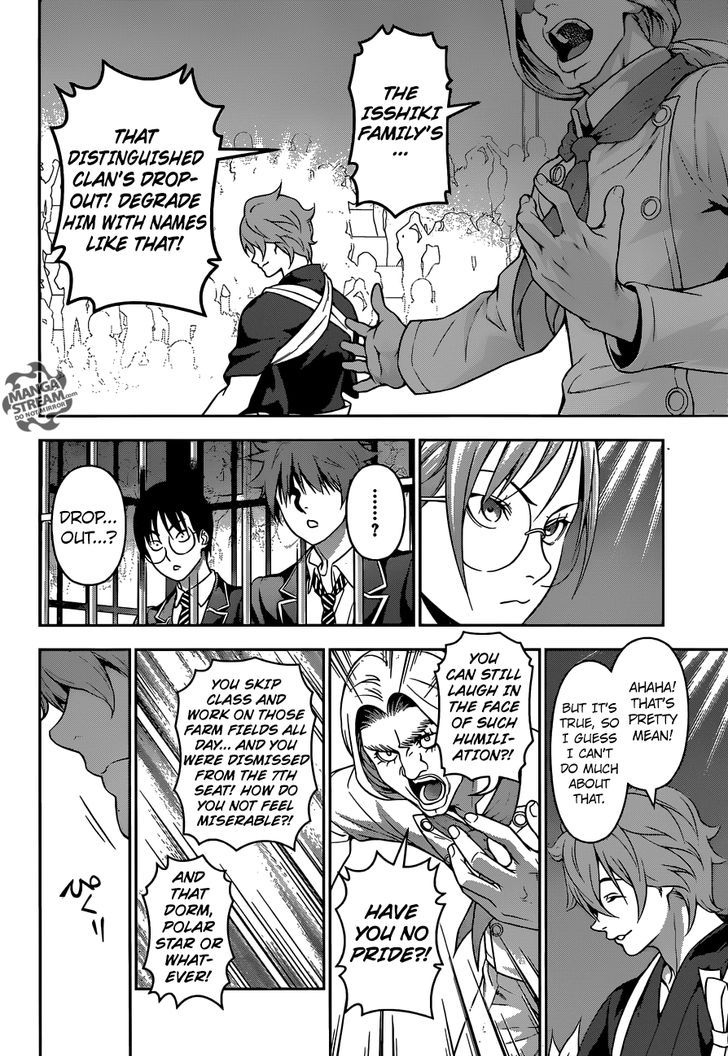 THE
ISSHIKI
FAMILY'S
...
THAT
DISTINGUISHED
CLAN'S DROP-
OUT! DEGRADE
HIM WITH NAMES
LIKE THAT!
MANGA
STREAM.com
DO NOT MIRROR!
......
?
DROP...
OUT...?
AHAHA!
THAT'S
PRETTY
MEAN!
BUT IT'S
TRUE, SO
I GUESS
I CAN'T
DO MUCH
ABOUT
THAT.
YOU
CAN STILL
LAUGH IN THE
FACE OF
SUCH
HUMILI-
ATION?!
HAVE
YOU NO
PRIDE?!
YOU SKIP
CLASS AND
WORK ON THOSE
FARM FIELDS ALL
DAY... AND YOU
WERE DISMISSED
FROM THE 7TH
SEAT! HOW DO
YOU NOT FEEL
MISERABLE?!
AND
THAT
DORM,
POLAR
STAR OR
WHAT-
EVER!